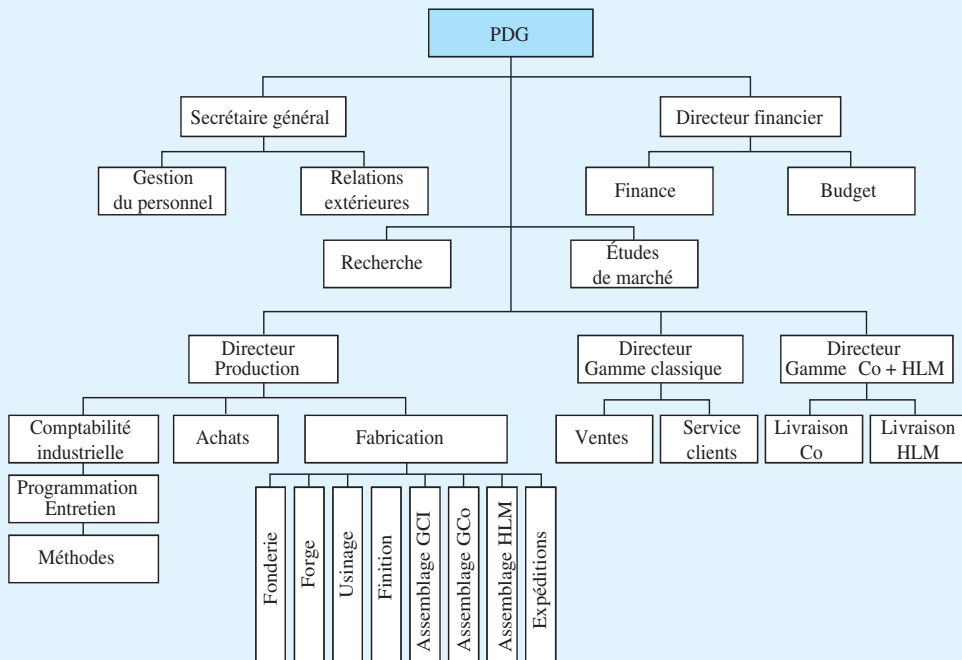 PDG
Secrétaire général
Directeur financier
Gestion
du personnel
Relations
extérieures
Finance
Budget
Recherche
Études
de marché
Directeur
Production
Directeur
Gamme classique
Directeur
Gamme Co + HLM
Comptabilité
industrielle
Achats
Fabrication
Ventes
Service
clients
Livraison
Co
Livraison
HLM
Programmation
Entretien
Méthodes
Fonderie
Forge
Usinage
Finition
Assemblage GCI
Assemblage GCo
Assemblage HLM
Expéditions